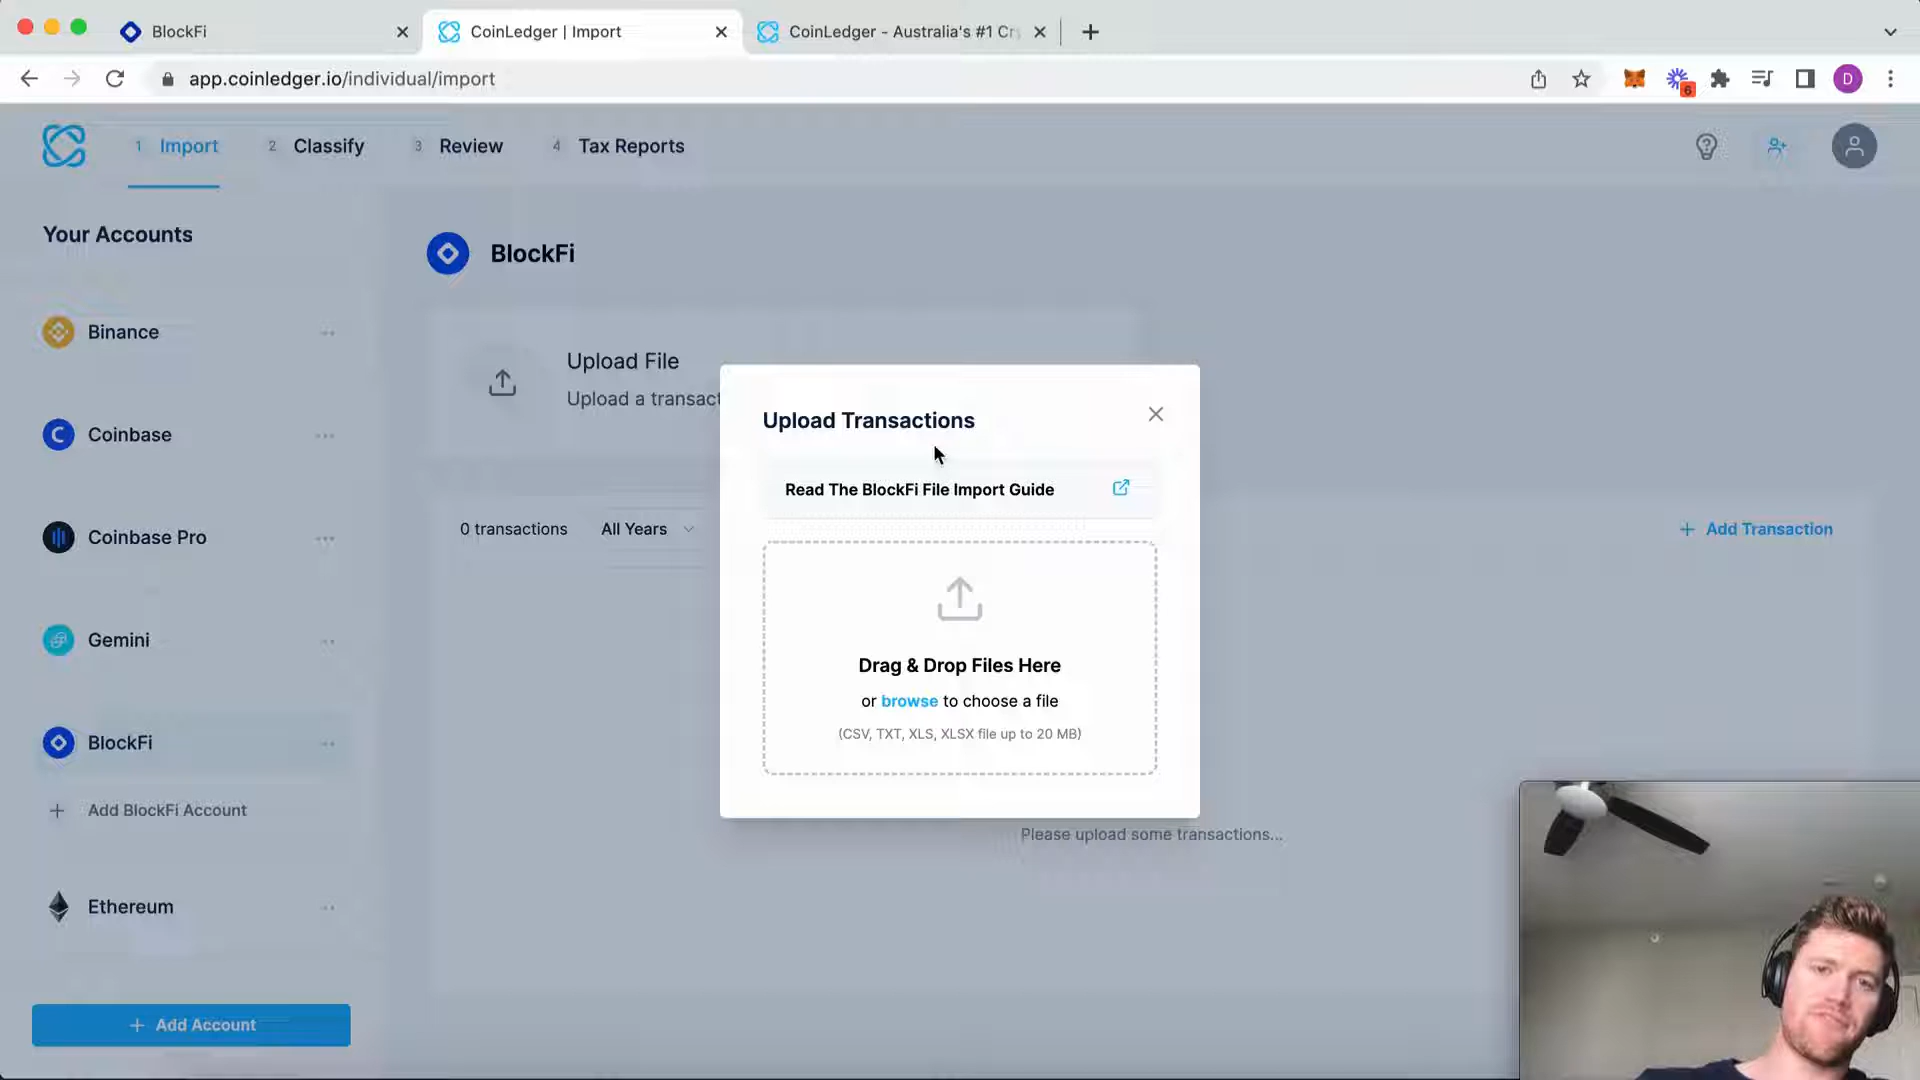 BlockFi
CoinLedger | Import
CoinLedger - Australia's #1 Cr
app.coinledger.io/individual/import
6
D
1 Import
2 Classify
3 Review
4 Tax Reports
Your Accounts
Binance
Coinbase
Coinbase Pro
Gemini
BlockFi
Add BlockFi Account
Ethereum
Add Account
BlockFi
Upload File
Upload a transact
0 transactions
All Years
Add Transaction
Please upload some transactions...
Upload Transactions
Read The BlockFi File Import Guide
Drag & Drop Files Here
or browse to choose a file
(CSV, TXT, XLS, XLSX file up to 20 MB)